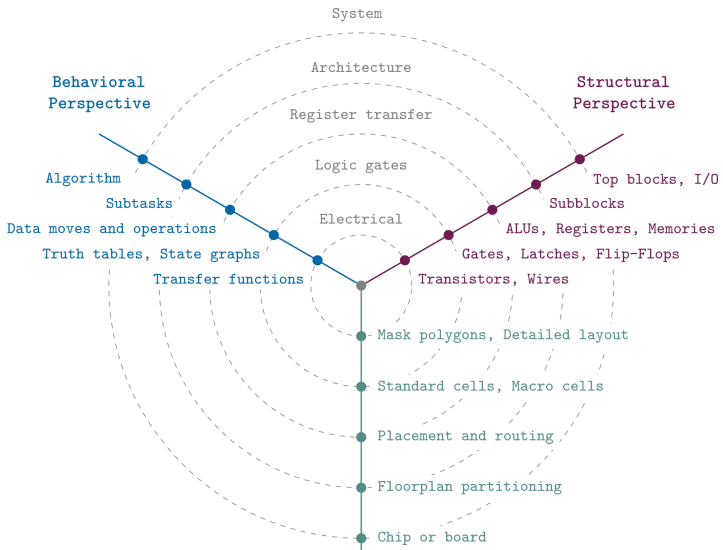 System
Architecture
Behavioral
Perspective
Structural
Perspective
Register transfer
Logic gates
Algorithm
Top blocks, I/O
Subtasks
Subblocks
Electrical
Data moves and operations
ALUs, Registers, Memories
Truth tables, State graphs
Gates, Latches, Flip-Flops
Transfer functions
Transistors, Wires
Mask polygons, Detailed layout
Standard cells, Macro cells
Placement and routing
Floorplan partitioning
Chip or board